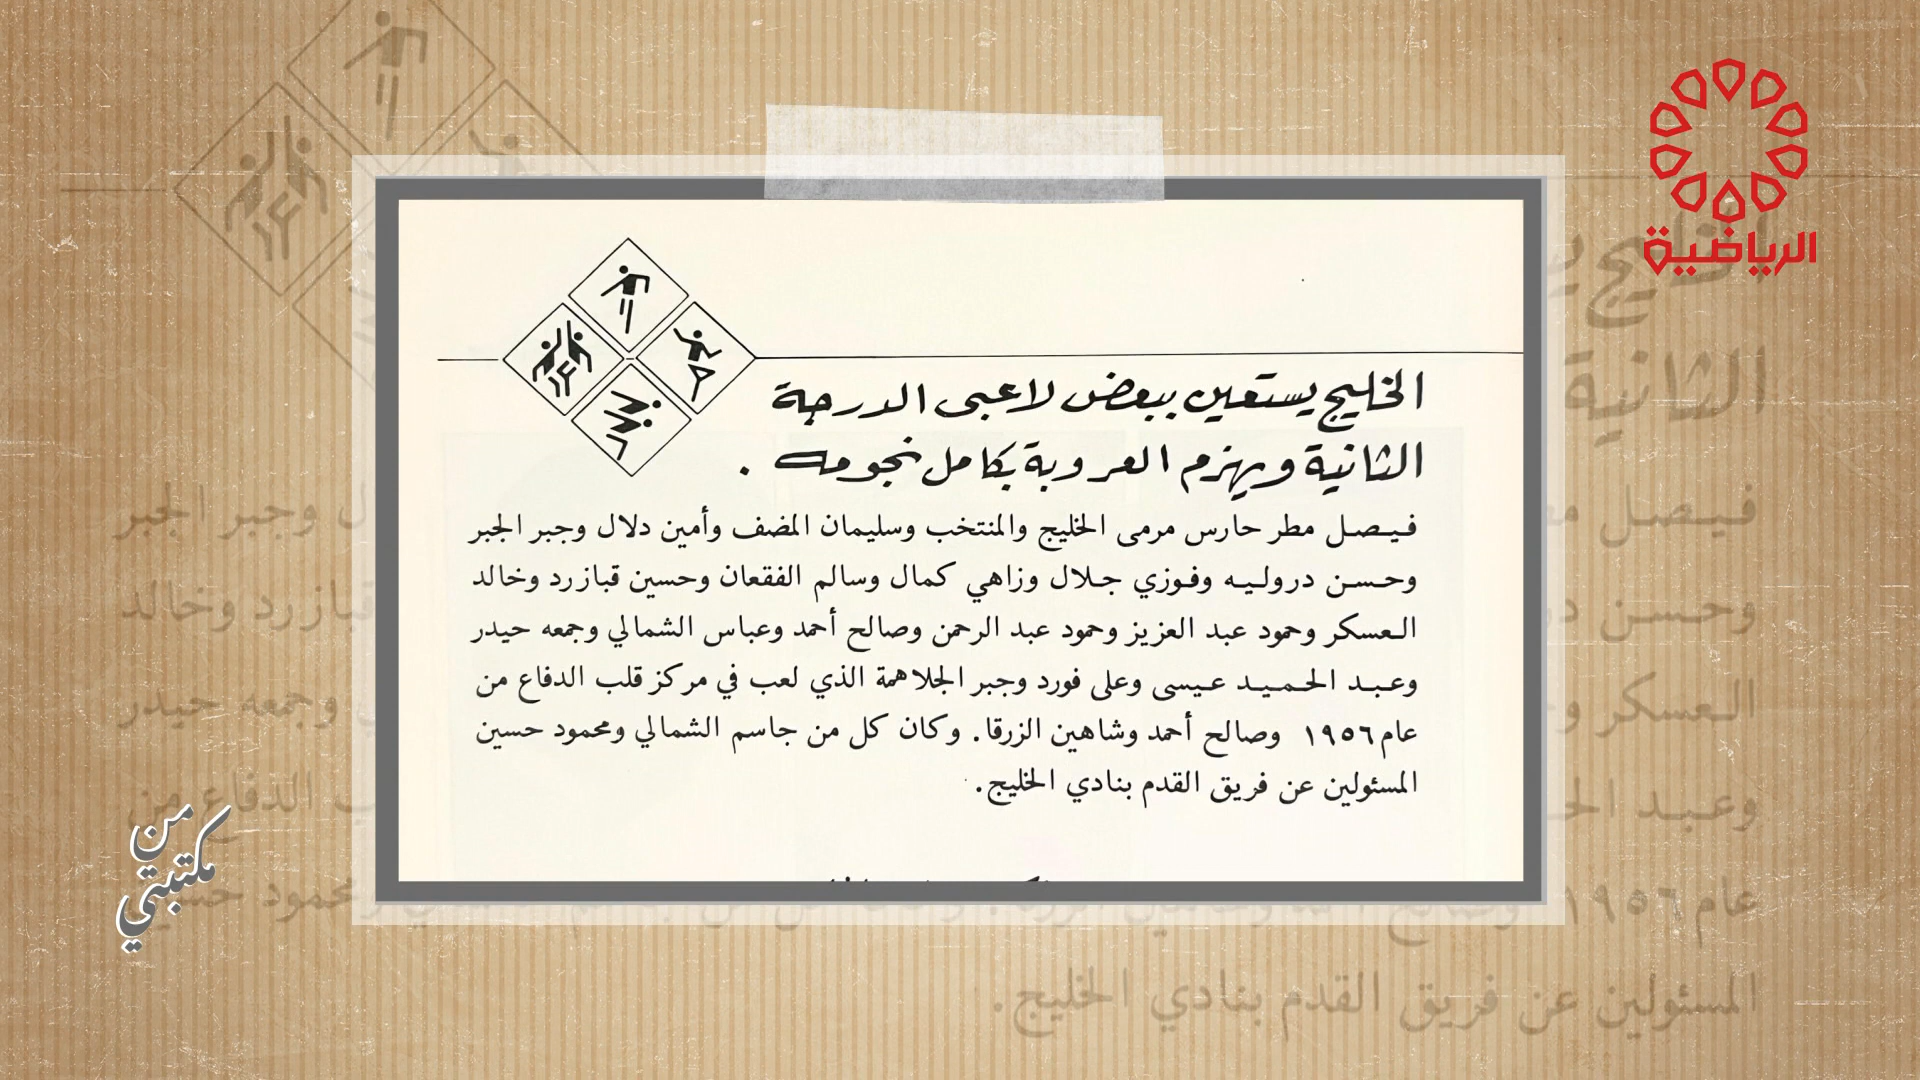 الرياضية
الخليج يستعين ببعض لاعبى الدرجة
الثانية ويهزم العروبة بكامل نجومه .
فيصل مطر حارس مرمى الخليج والمنتخب وسليمان المضف وأمين دلال وجبر الجبر
وحسن دروليه وفوزي جلال وزاهي كمال وسالم الفقعان وحسين قبازرد وخالد
العسكر وحمود عبد العزيز وحمود عبد الرحمن وصالح أحمد وعباس الشمالي وجمعه حيدر
وعبد الحميد عيسى وعلى فورد وجبر الجلاهمة الذي لعب في مركز قلب الدفاع من
عام ١٩٥٦ وصالح أحمد وشاهين الزرقا. وكان كل من جاسم الشمالي ومحمود حسين
المسئولين عن فريق القدم بنادي الخليج.
من
مكتبتي